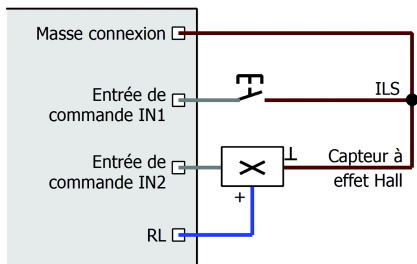 Masse connexion
Entrée de
commande IN1
ILS
Entrée de
commande IN2
Capteur à
effet Hall
+
RL